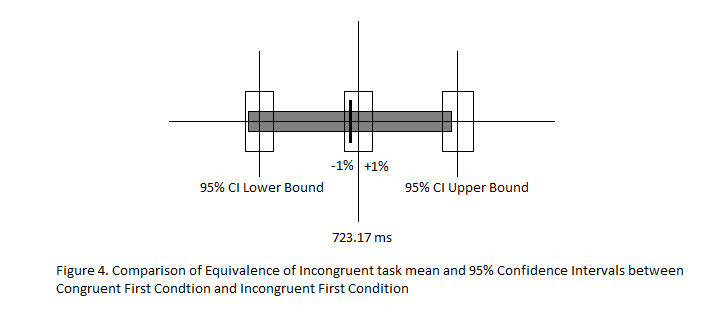 -1% +1%
95% CI Lower Bound 95% CI Upper Bound
723.17 ms
Figure 4. Comparison of Equivalence of Incongruent task mean and 95% Confidence Intervals between
Congruent First Condtion and Incongruent First Condition